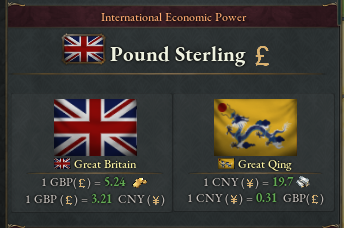 International Economic Power
Pound Sterling £
Great Britain
1 GBP(£) = 5.24
1 GBP (£) = 3.21 CNY (¥)
Great Qing
1 CNY (¥) = 19.7
1 CNY (¥) = 0.31 GBP(£)